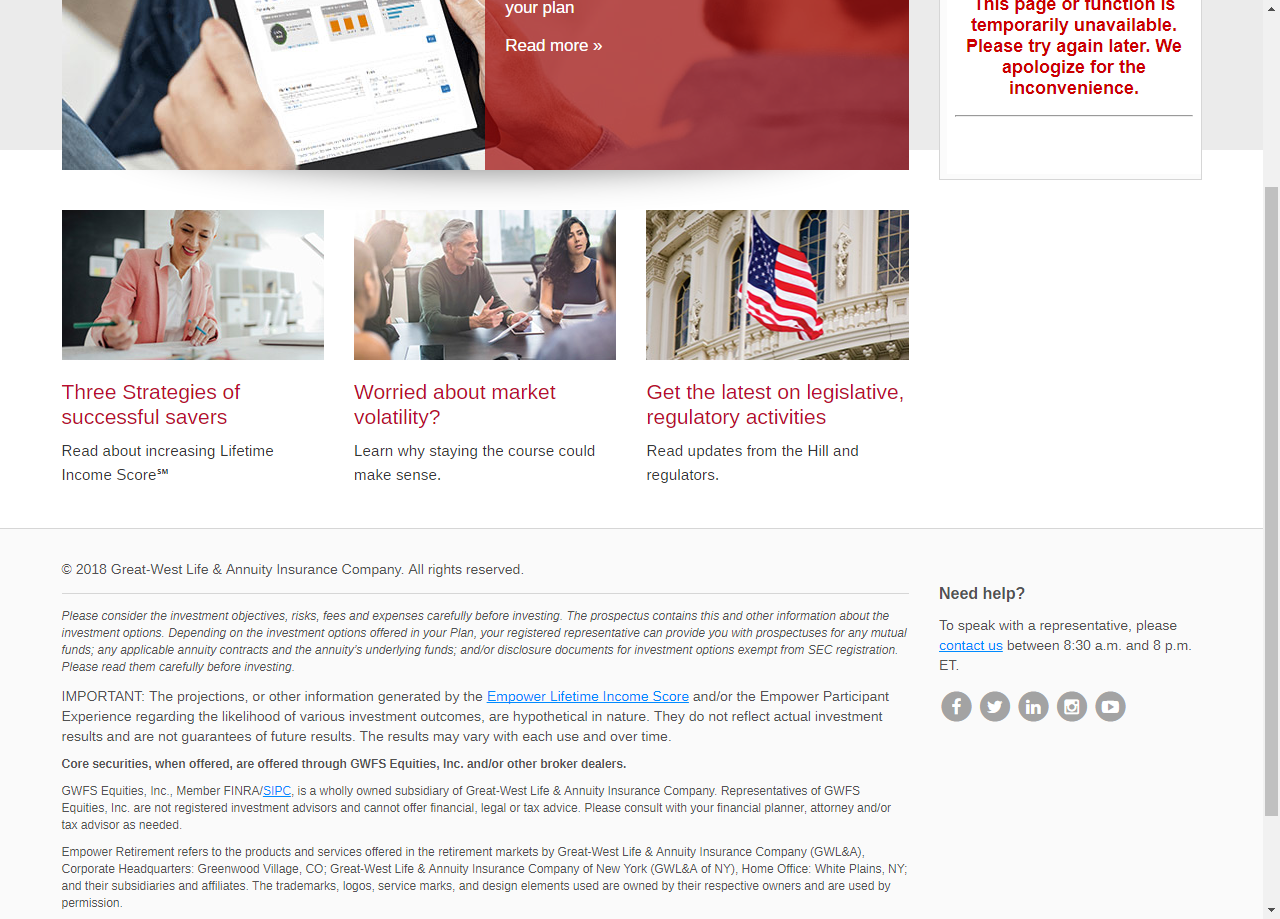 your plan
Read more »
This page or function is
temporarily unavailable.
Please try again later. We
apologize for the
inconvenience.
Three Strategies of
successful savers
Read about increasing Lifetime
Income Score℠
Worried about market
volatility?
Learn why staying the course could
make sense.
Get the latest on legislative,
regulatory activities
Read updates from the Hill and
regulators.
© 2018 Great-West Life & Annuity Insurance Company. All rights reserved.
Please consider the investment objectives, risks, fees and expenses carefully before investing. The prospectus contains this and other information about the
investment options. Depending on the investment options offered in your Plan, your registered representative can provide you with prospectuses for any mutual
funds; any applicable annuity contracts and the annuity's underlying funds; and/or disclosure documents for investment options exempt from SEC registration.
Please read them carefully before investing.
IMPORTANT: The projections, or other information generated by the Empower Lifetime Income Score and/or the Empower Participant
Experience regarding the likelihood of various investment outcomes, are hypothetical in nature. They do not reflect actual investment
results and are not guarantees of future results. The results may vary with each use and over time.
Core securities, when offered, are offered through GWFS Equities, Inc. and/or other broker dealers.
GWFS Equities, Inc., Member FINRA/SIPC, is a wholly owned subsidiary of Great-West Life & Annuity Insurance Company. Representatives of GWFS
Equities, Inc. are not registered investment advisors and cannot offer financial, legal or tax advice. Please consult with your financial planner, attorney and/or
tax advisor as needed.
Empower Retirement refers to the products and services offered in the retirement markets by Great-West Life & Annuity Insurance Company (GWL&A),
Corporate Headquarters: Greenwood Village, CO; Great-West Life & Annuity Insurance Company of New York (GWL&A of NY), Home Office: White Plains, NY;
and their subsidiaries and affiliates. The trademarks, logos, service marks, and design elements used are owned by their respective owners and are used by
permission.
Need help?
To speak with a representative, please
contact us between 8:30 a.m. and 8 p.m.
ET.